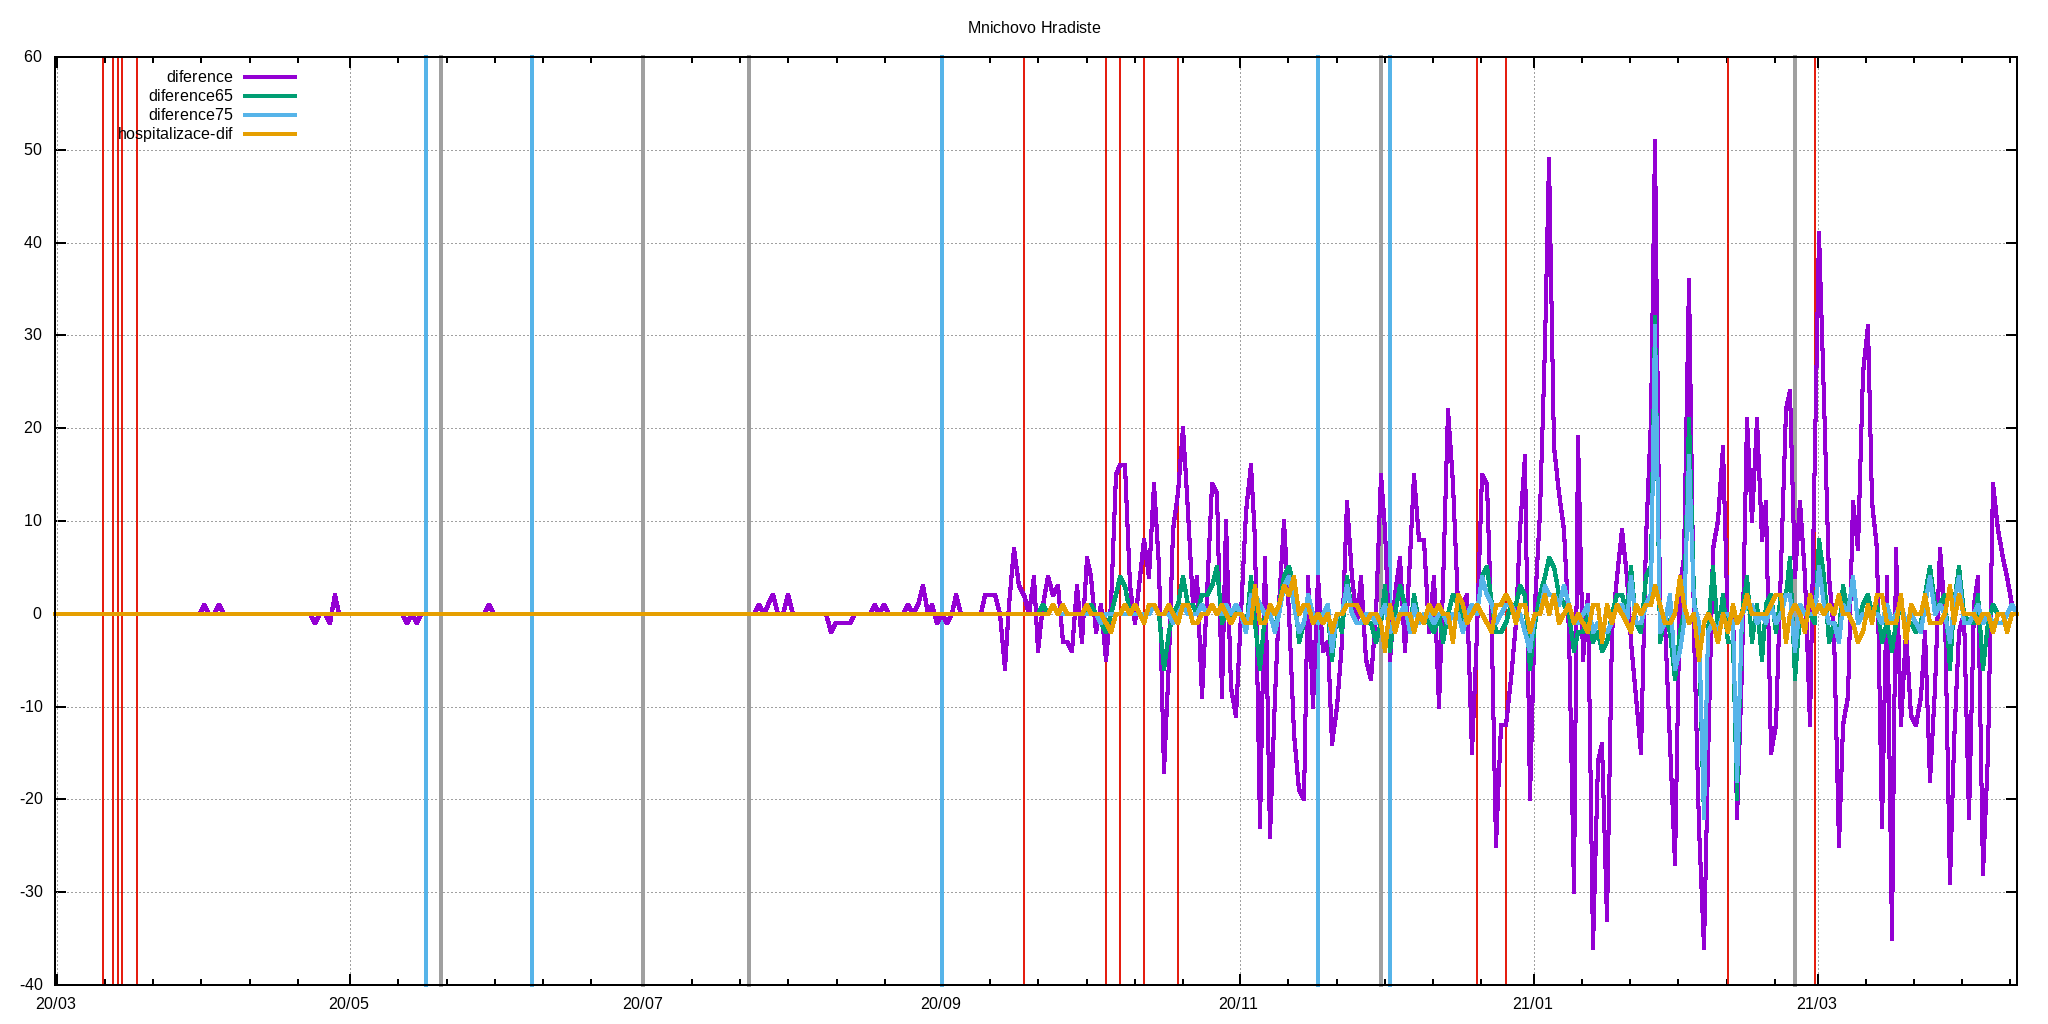 Mnichovo Hradiste
60
50
40
30
20
10
0
-10
-20
-30
-40
diference
diference65
diference75
hospitalizace-dif
20/03 20/05 20/07 20/09 20/11 21/01 21/03